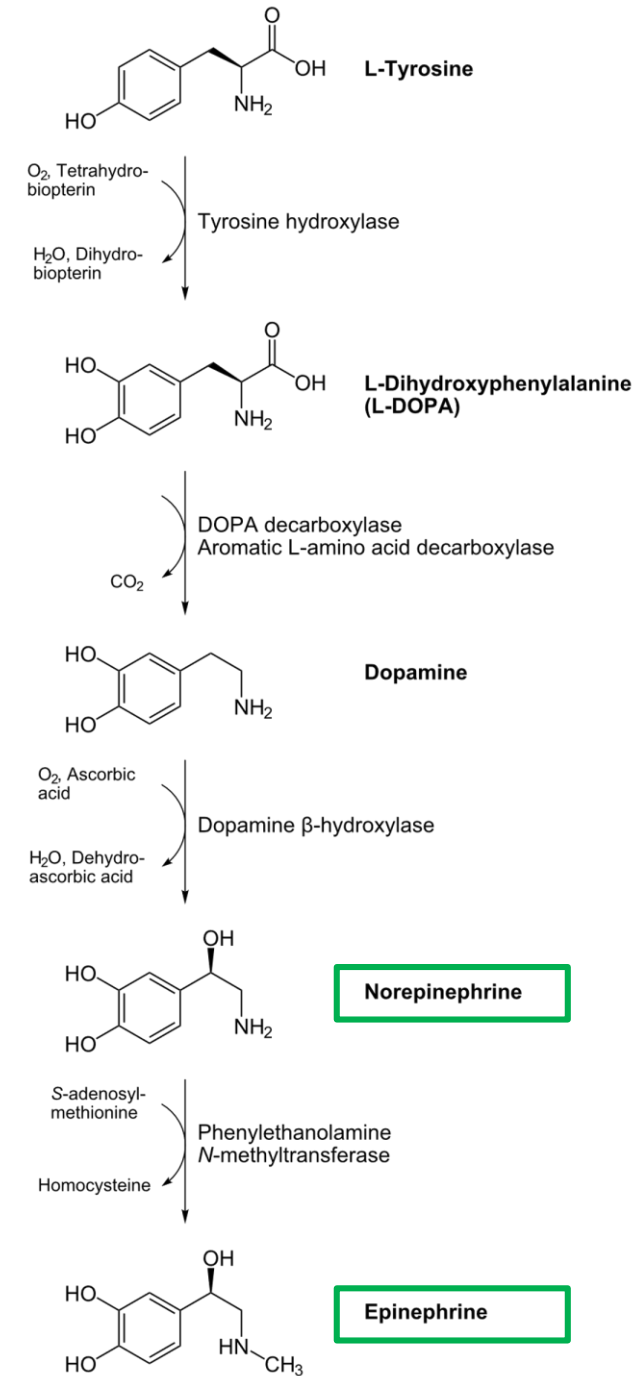 O
OH
NH2
HO
L-Tyrosine
O2, Tetrahydro-
biopterin
Tyrosine hydroxylase
H2O, Dihydro-
biopterin
O
HO
OH
NH2
HO
L-Dihydroxyphenylalanine
(L-DOPA)
DOPA decarboxylase
Aromatic L-amino acid decarboxylase
CO2
HO
NH2
HO
Dopamine
O2, Ascorbic
acid
Dopamine β-hydroxylase
H2O, Dehydro-
ascorbic acid
OH
HO
NH2
HO
Norepinephrine
S-adenosyl-
methionine
Phenylethanolamine
N-methyltransferase
Homocysteine
OH
HO
HN
HO
CH3
Epinephrine